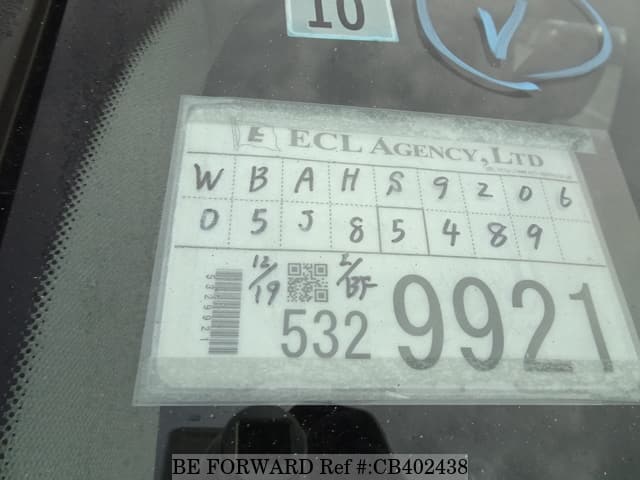 10
V
E ECL AGENCY, LTD
W B A H S 9 2 0 6
0 5 J 8 5 4 8 9
12/19 L/BF
5329921
532 9921
BE FORWARD Ref #:CB402438